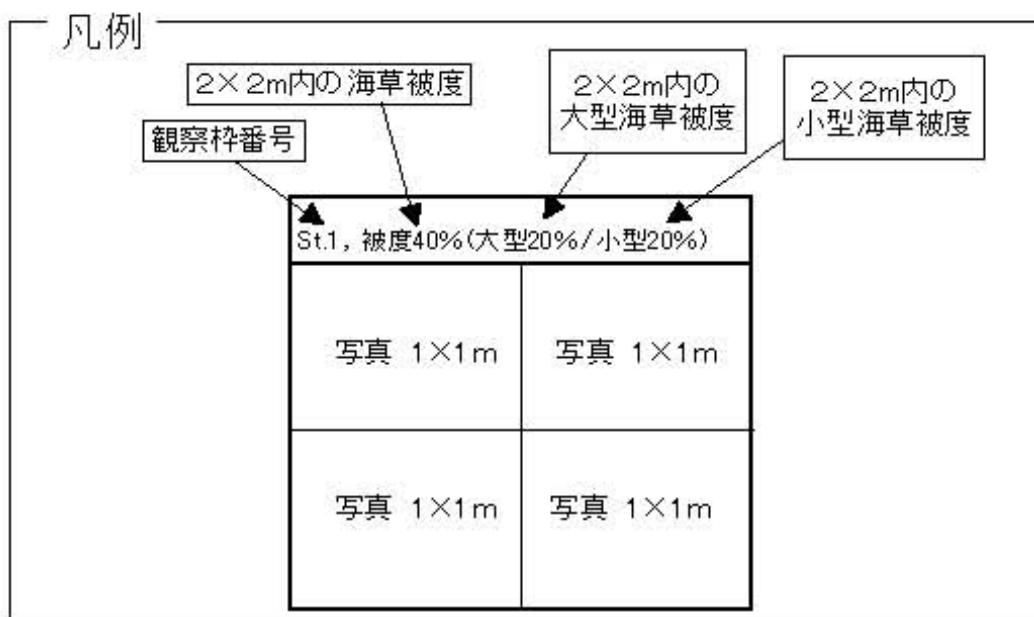 凡例
2×2m内の海草被度
2×2m内の
大型海草被度
2×2m内の
小型海草被度
観察枠番号
St.1, 被度40%(大型20%/小型20%)
写真 1×1m
写真 1×1m
写真 1×1m
写真 1×1m